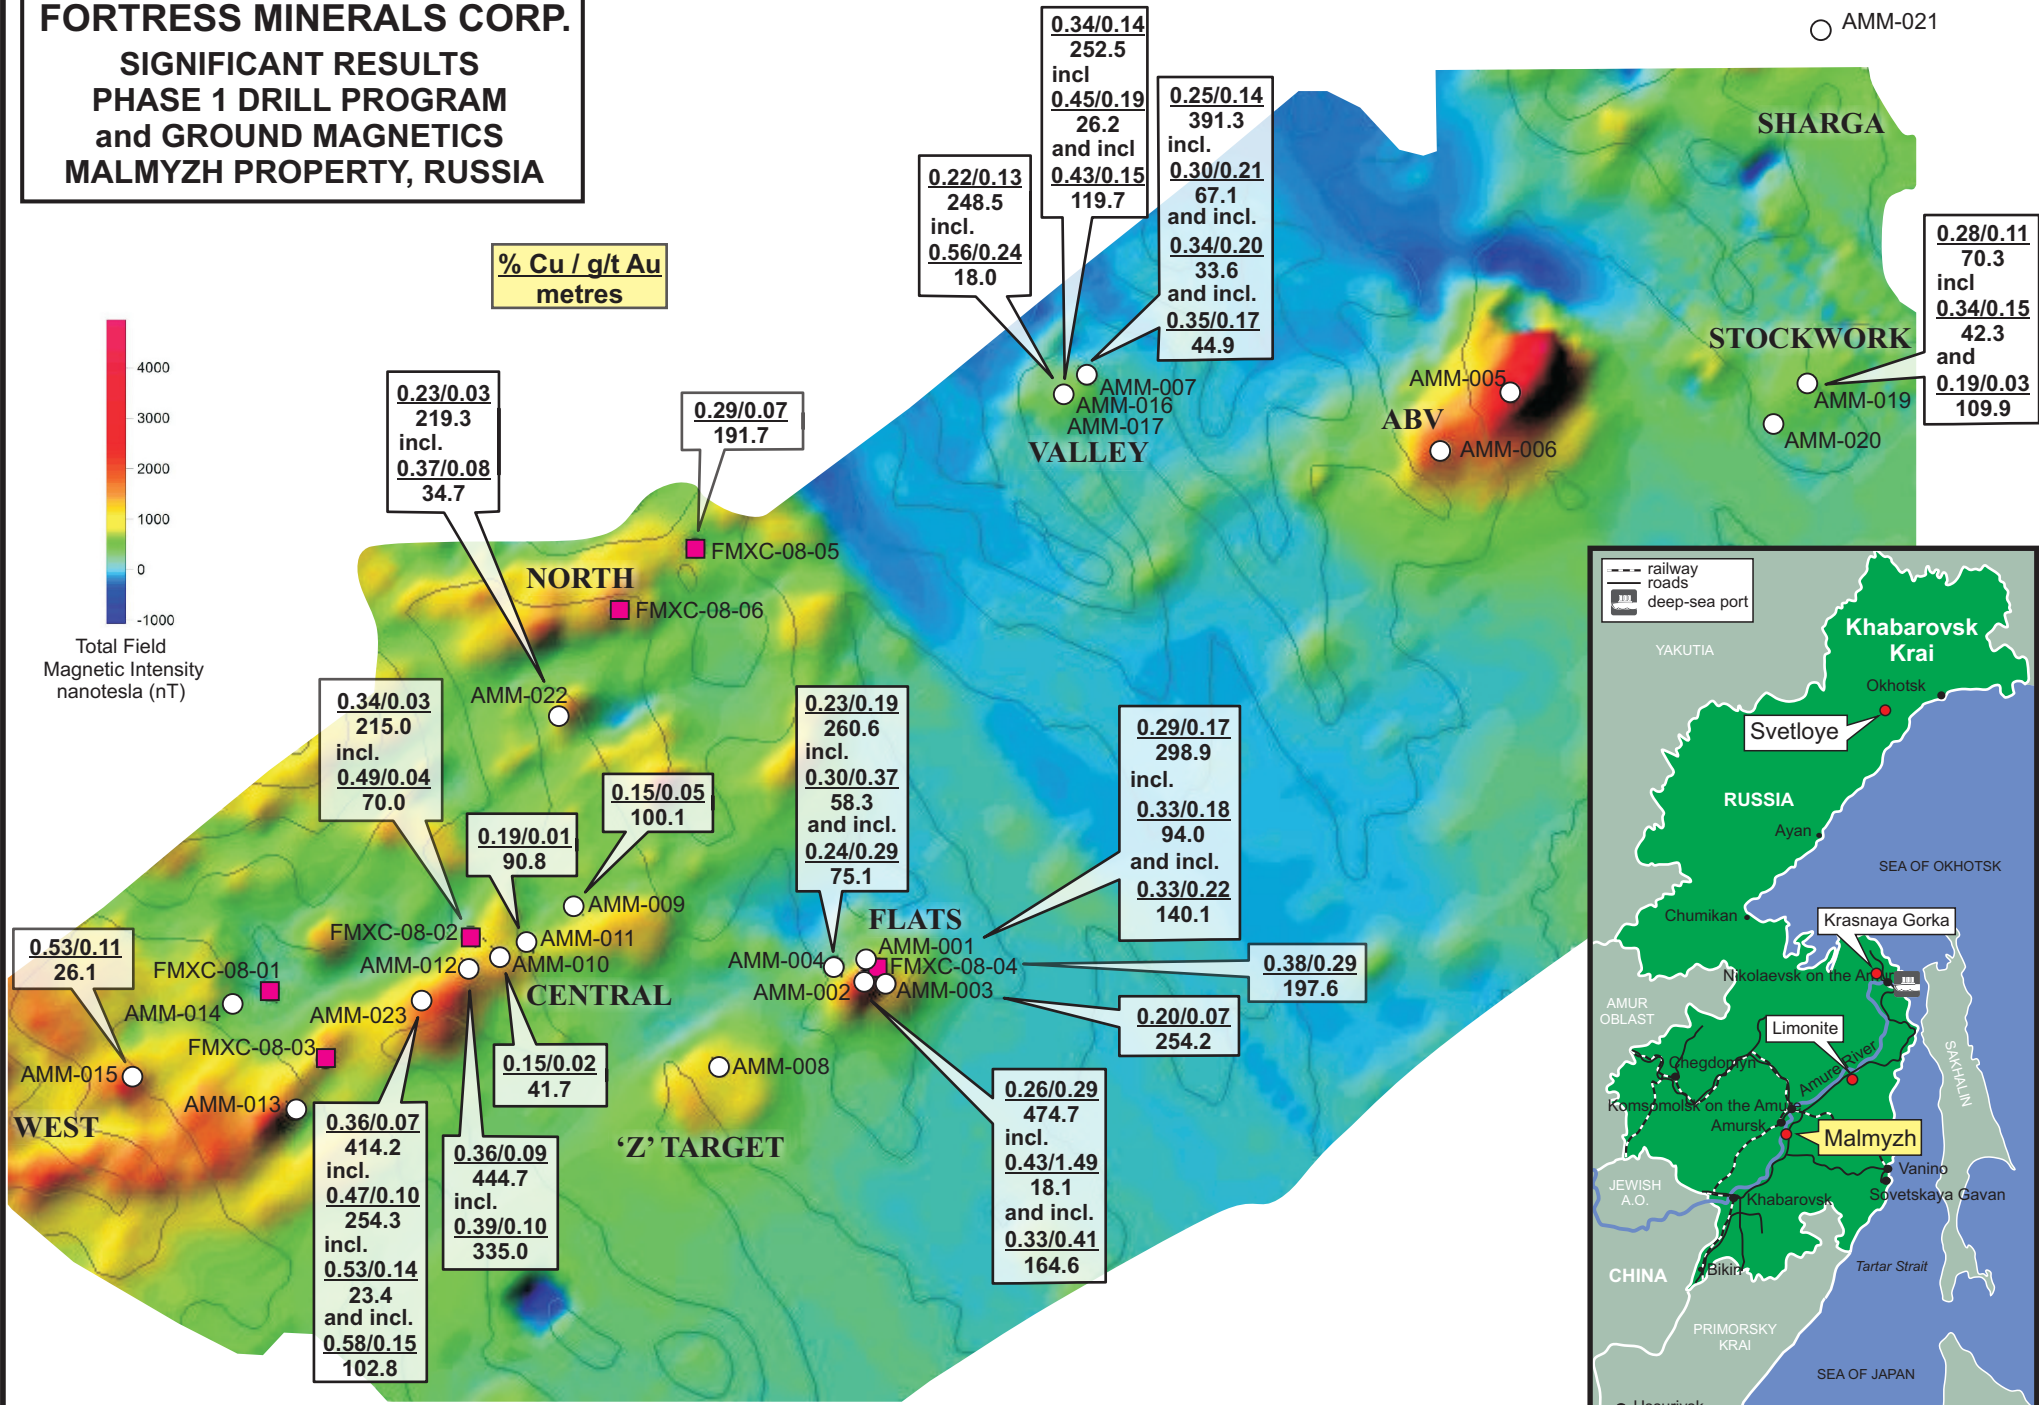 FORTRESS MINERALS CORP.
SIGNIFICANT RESULTS
PHASE 1 DRILL PROGRAM
and GROUND MAGNETICS
MALMYZH PROPERTY, RUSSIA
% Cu / g/t Au
metres
4000
3000
2000
1000
0
-1000
Total Field
Magnetic Intensity
nanotesla (nT)
AMM-021
SHARGA
0.34/0.14
252.5
incl
0.45/0.19
26.2
and incl
0.43/0.15
119.7
0.25/0.14
391.3
incl.
0.30/0.21
67.1
and incl.
0.34/0.20
33.6
and incl.
0.35/0.17
44.9
0.22/0.13
248.5
incl.
0.56/0.24
18.0
0.28/0.11
70.3
incl
0.34/0.15
42.3
and
0.19/0.03
109.9
STOCKWORK
AMM-019
AMM-020
AMM-005
ABV
AMM-006
AMM-007
AMM-016
AMM-017
VALLEY
0.23/0.03
219.3
incl.
0.37/0.08
34.7
0.29/0.07
191.7
FMXC-08-05
NORTH
FMXC-08-06
AMM-022
0.34/0.03
215.0
incl.
0.49/0.04
70.0
0.19/0.01
90.8
0.15/0.05
100.1
0.23/0.19
260.6
incl.
0.30/0.37
58.3
and incl.
0.24/0.29
75.1
0.29/0.17
298.9
incl.
0.33/0.18
94.0
and incl.
0.33/0.22
140.1
AMM-009
FMXC-08-02
AMM-011
AMM-012
AMM-010
CENTRAL
FLATS
AMM-001
AMM-004
FMXC-08-04
AMM-002
AMM-003
0.38/0.29
197.6
0.20/0.07
254.2
0.53/0.11
26.1
FMXC-08-01
AMM-014
AMM-023
FMXC-08-03
AMM-015
AMM-013
WEST
0.15/0.02
41.7
AMM-008
‘Z’ TARGET
0.36/0.07
414.2
incl.
0.47/0.10
254.3
incl.
0.53/0.14
23.4
and incl.
0.58/0.15
102.8
0.36/0.09
444.7
incl.
0.39/0.10
335.0
0.26/0.29
474.7
incl.
0.43/1.49
18.1
and incl.
0.33/0.41
164.6
railway
roads
deep-sea port
YAKUTIA
Khabarovsk
Krai
Okhotsk
Svetloye
RUSSIA
Ayan
SEA OF OKHOTSK
Chumikan
Krasnaya Gorka
Nikolaevsk on the Amur
AMUR
OBLAST
Limonite
Chegdomyn
Amure River
SAKHALIN
Komsomolsk on the Amure
Amursk
Malmyzh
Vanino
Sovetskaya Gavan
JEWISH
A.O.
Khabarovsk
CHINA
Bikin
Tartar Strait
PRIMORSKY
KRAI
SEA OF JAPAN